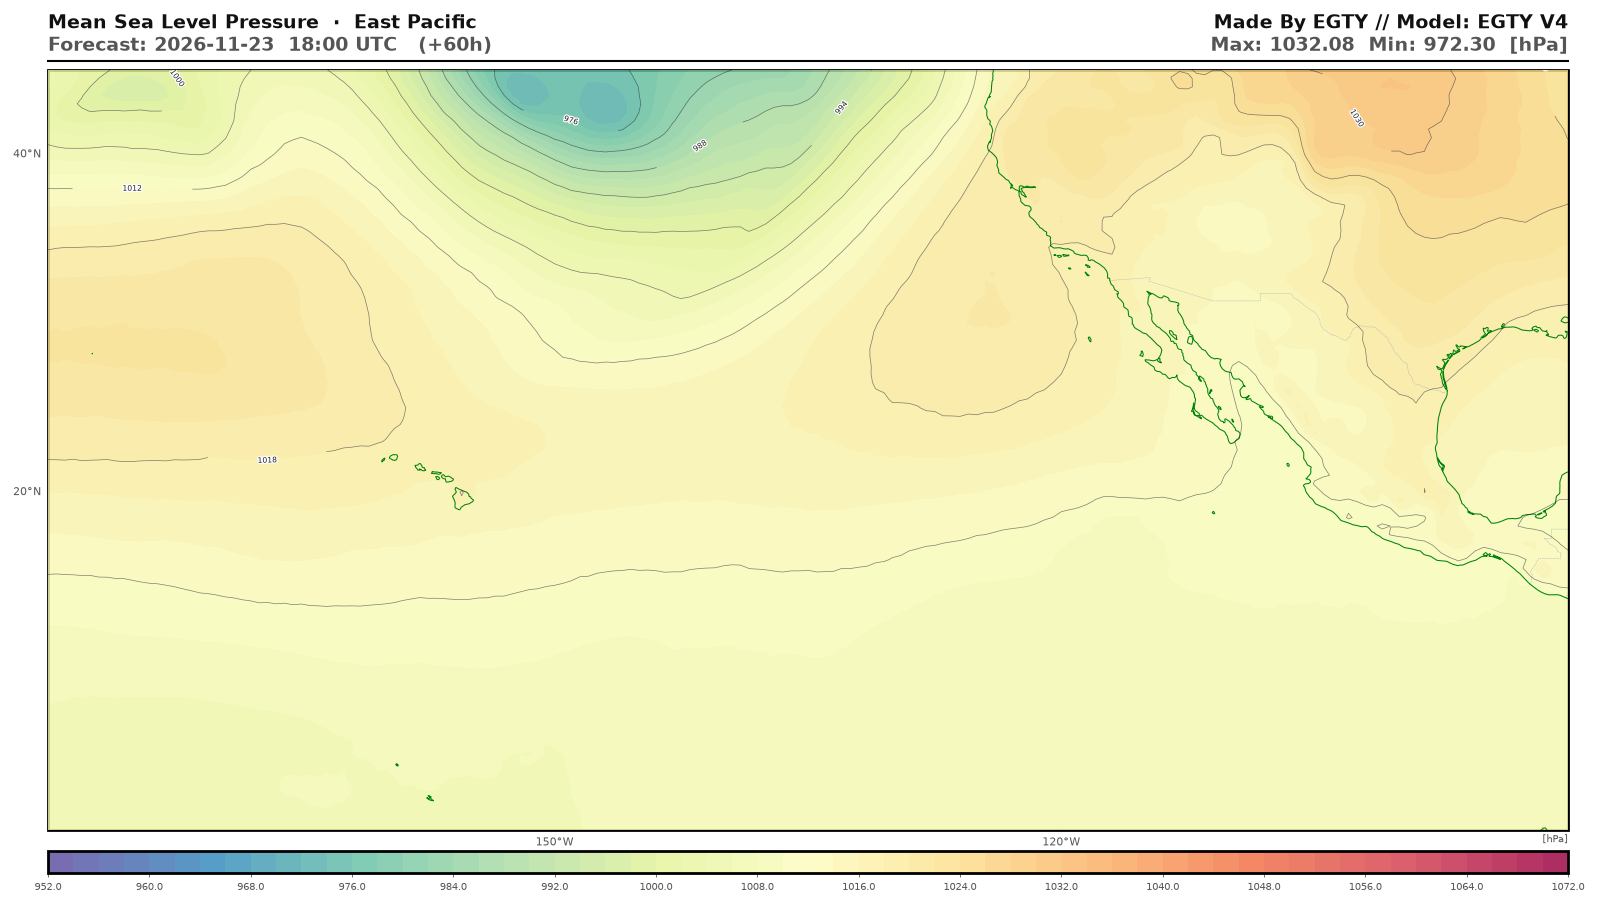 Mean Sea Level Pressure · East Pacific
Made By EGTY // Model: EGTY V4
Forecast: 2026-11-23 18:00 UTC (+60h)
Max: 1032.08 Min: 972.30 [hPa]
1000
976
994
988
1030
40°N
1012
1018
20°N
150°W
120°W
[hPa]
952.0 960.0 968.0 976.0 984.0 992.0 1000.0 1008.0 1016.0 1024.0 1032.0 1040.0 1048.0 1056.0 1064.0 1072.0